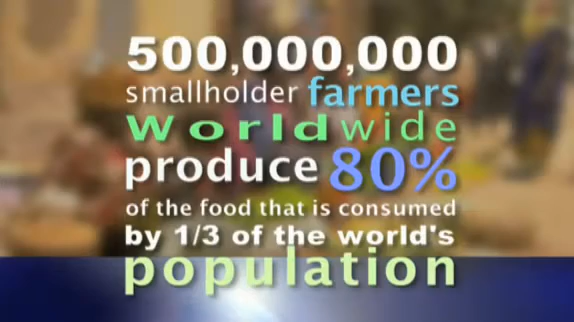 500,000,000
smallholder farmers
Worldwide
produce 80%
of the food that is consumed
by 1/3 of the world's
population